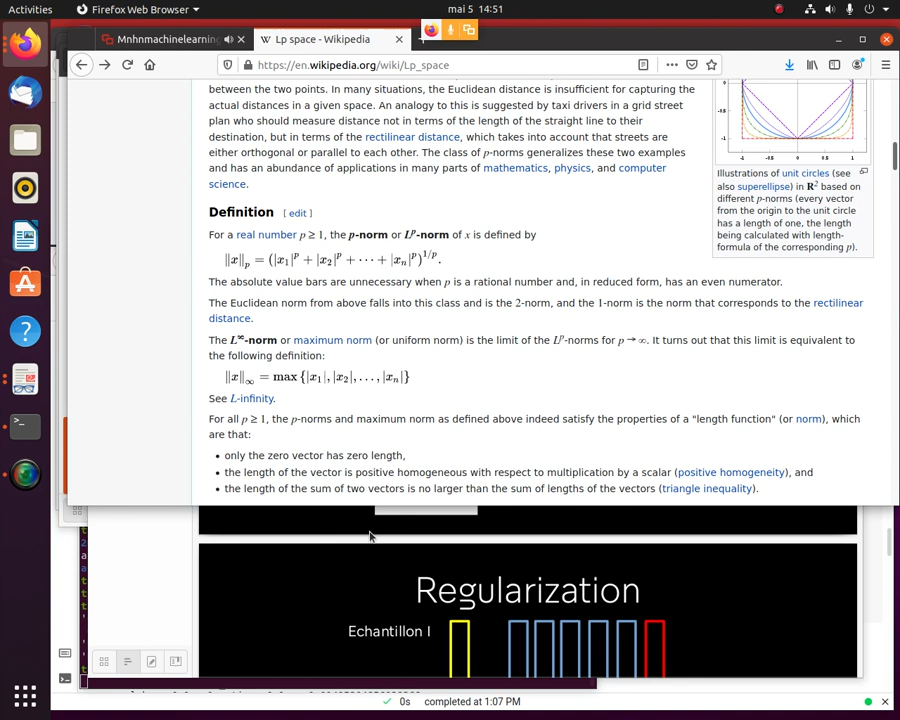 Activities Firefox Web Browser mai 5 14:51
Mnhnmachinelearning W Lp space - Wikipedia
https://en.wikipedia.org/wiki/Lp_space
between the two points. In many situations, the Euclidean distance is insufficient for capturing the
actual distances in a given space. An analogy to this is suggested by taxi drivers in a grid street
plan who should measure distance not in terms of the length of the straight line to their
destination, but in terms of the rectilinear distance, which takes into account that streets are
either orthogonal or parallel to each other. The class of p-norms generalizes these two examples
and has an abundance of applications in many parts of mathematics, physics, and computer
science.
-0.5
-1
-1 -0.5 0 0.5 1
Illustrations of unit circles (see
also superellipse) in R² based on
different p-norms (every vector
from the origin to the unit circle
has a length of one, the length
being calculated with length-
formula of the corresponding p).
Definition [ edit ]
For a real number p ≥ 1, the p-norm or Lᵖ-norm of x is defined by
‖x‖ₚ = (|x₁|ᵖ + |x₂|ᵖ + ⋯ + |xₙ|ᵖ)^1/p.
The absolute value bars are unnecessary when p is a rational number and, in reduced form, has an even numerator.
The Euclidean norm from above falls into this class and is the 2-norm, and the 1-norm is the norm that corresponds to the rectilinear
distance.
The L^∞-norm or maximum norm (or uniform norm) is the limit of the Lᵖ-norms for p → ∞. It turns out that this limit is equivalent to
the following definition:
‖x‖∞ = max {|x₁|, |x₂|, …, |xₙ|}
See L-infinity.
For all p ≥ 1, the p-norms and maximum norm as defined above indeed satisfy the properties of a "length function" (or norm), which
are that:
• only the zero vector has zero length,
• the length of the vector is positive homogeneous with respect to multiplication by a scalar (positive homogeneity), and
• the length of the sum of two vectors is no larger than the sum of lengths of the vectors (triangle inequality).
Regularization
Echantillon I
0s completed at 1:07 PM